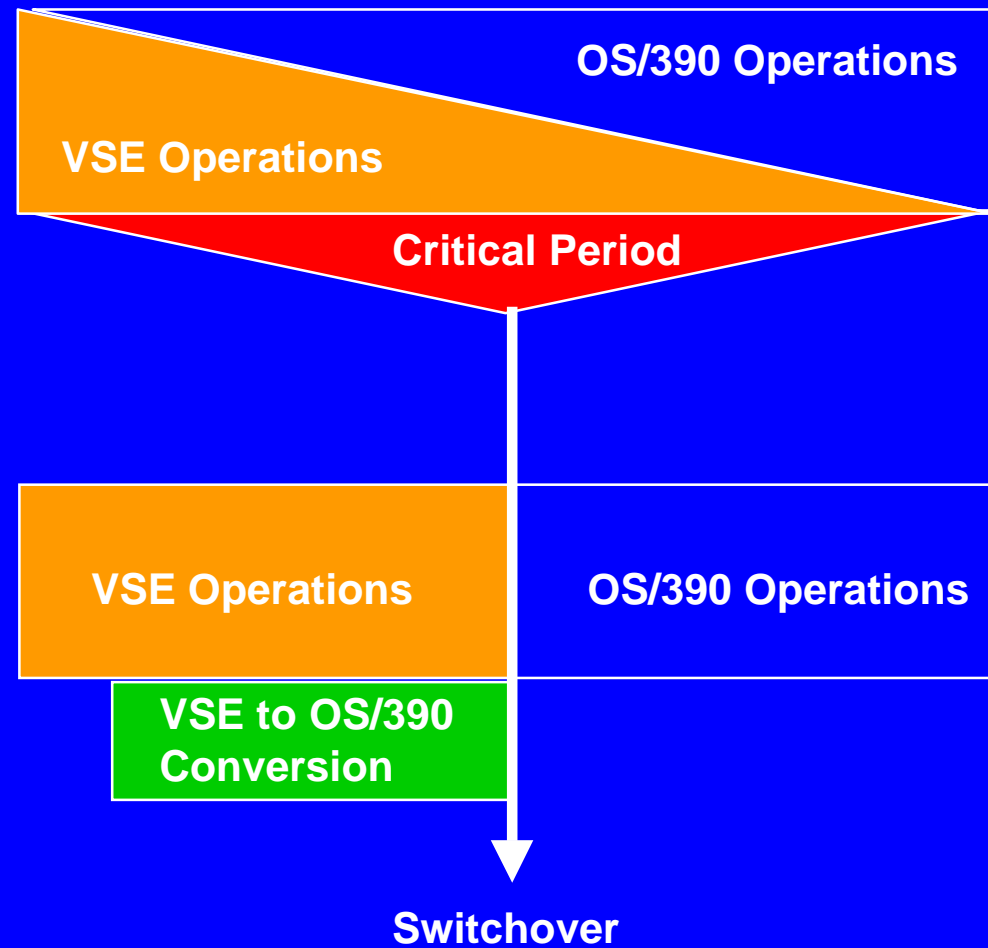 OS/390 Operations
VSE Operations
Critical Period
VSE Operations
OS/390 Operations
VSE to OS/390
Conversion
Switchover